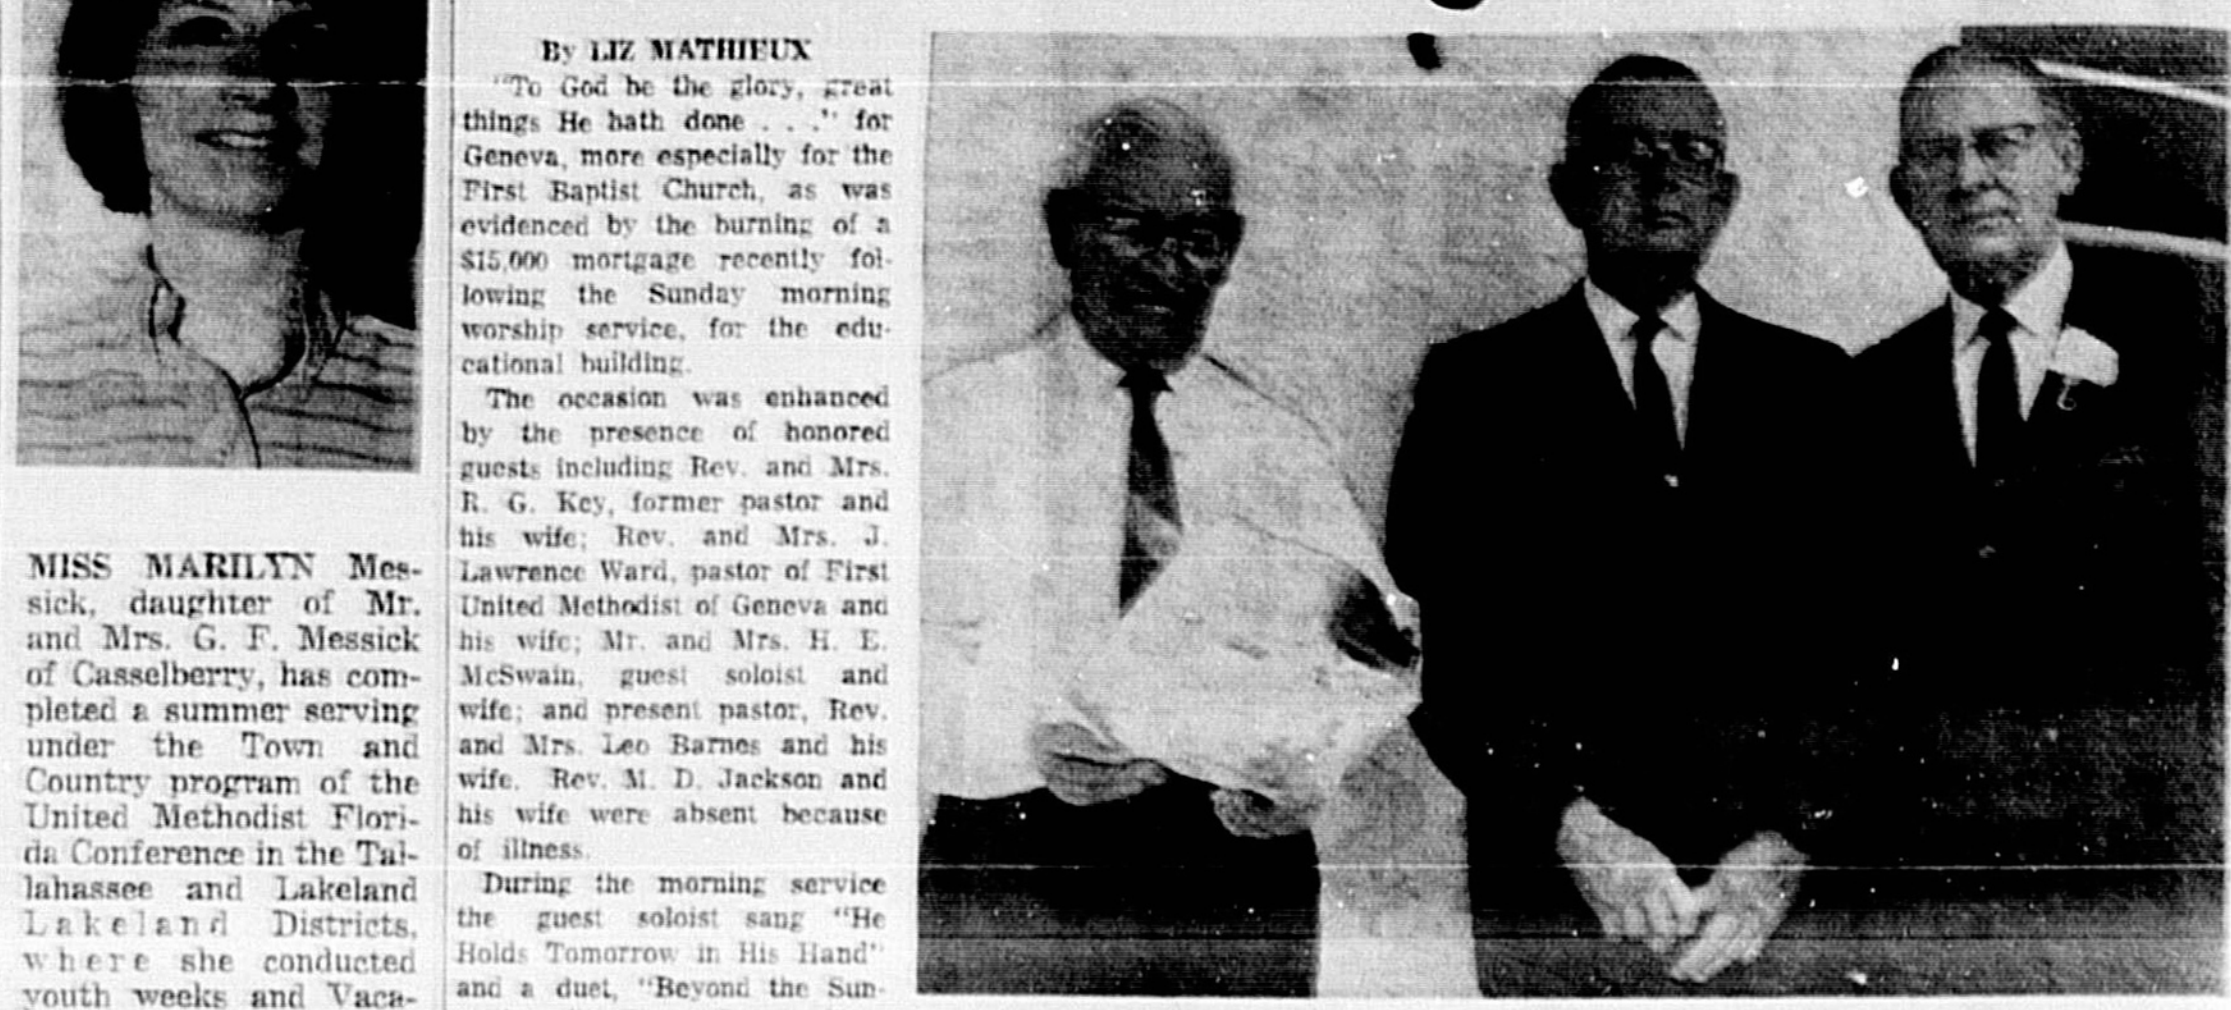 MISS MARILYN Mes-
sick, daughter of Mr.
and Mrs. G. F. Messick
of Casselberry, has com-
pleted a summer serving
under the Town and
Country program of the
United Methodist Flori-
da Conference in the Tal-
lahassee and Lakeland
Lakeland Districts,
where she conducted
youth weeks and Vaca-
By LIZ MATHIEUX
"To God be the glory, great
things He hath done . . ." for
Geneva, more especially for the
First Baptist Church, as was
evidenced by the burning of a
$15,000 mortgage recently fol-
lowing the Sunday morning
worship service, for the edu-
cational building.
The occasion was enhanced
by the presence of honored
guests including Rev. and Mrs.
R. G. Key, former pastor and
his wife; Rev. and Mrs. J.
Lawrence Ward, pastor of First
United Methodist of Geneva and
his wife; Mr. and Mrs. H. E.
McSwain, guest soloist and
wife; and present pastor, Rev.
and Mrs. Leo Barnes and his
wife. Rev. M. D. Jackson and
his wife were absent because
of illness.
During the morning service
the guest soloist sang "He
Holds Tomorrow in His Hand"
and a duet, "Beyond the Sun-